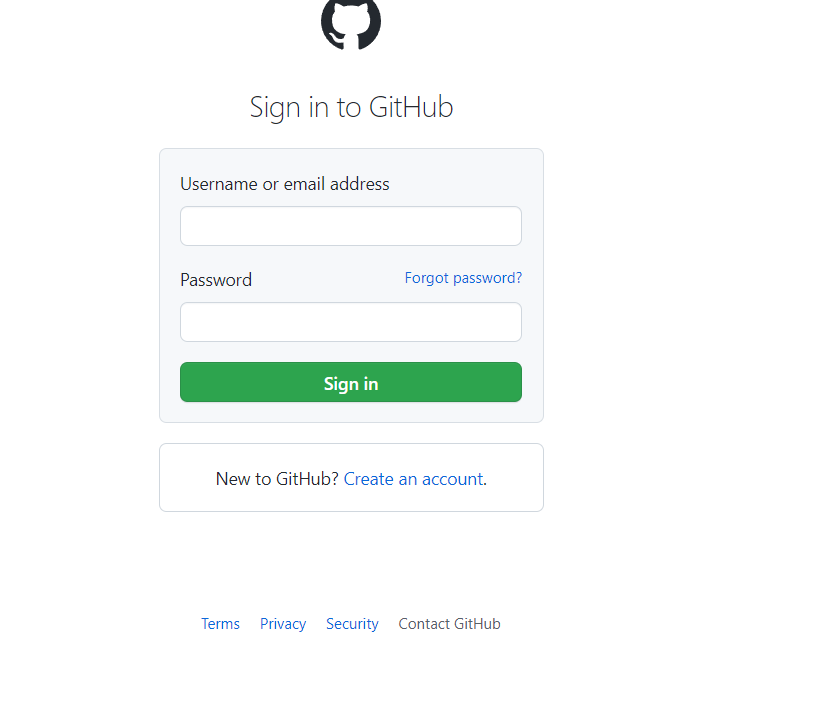 Sign in to GitHub
Username or email address
Password Forgot password?
Sign in
New to GitHub? Create an account.
Terms Privacy Security Contact GitHub